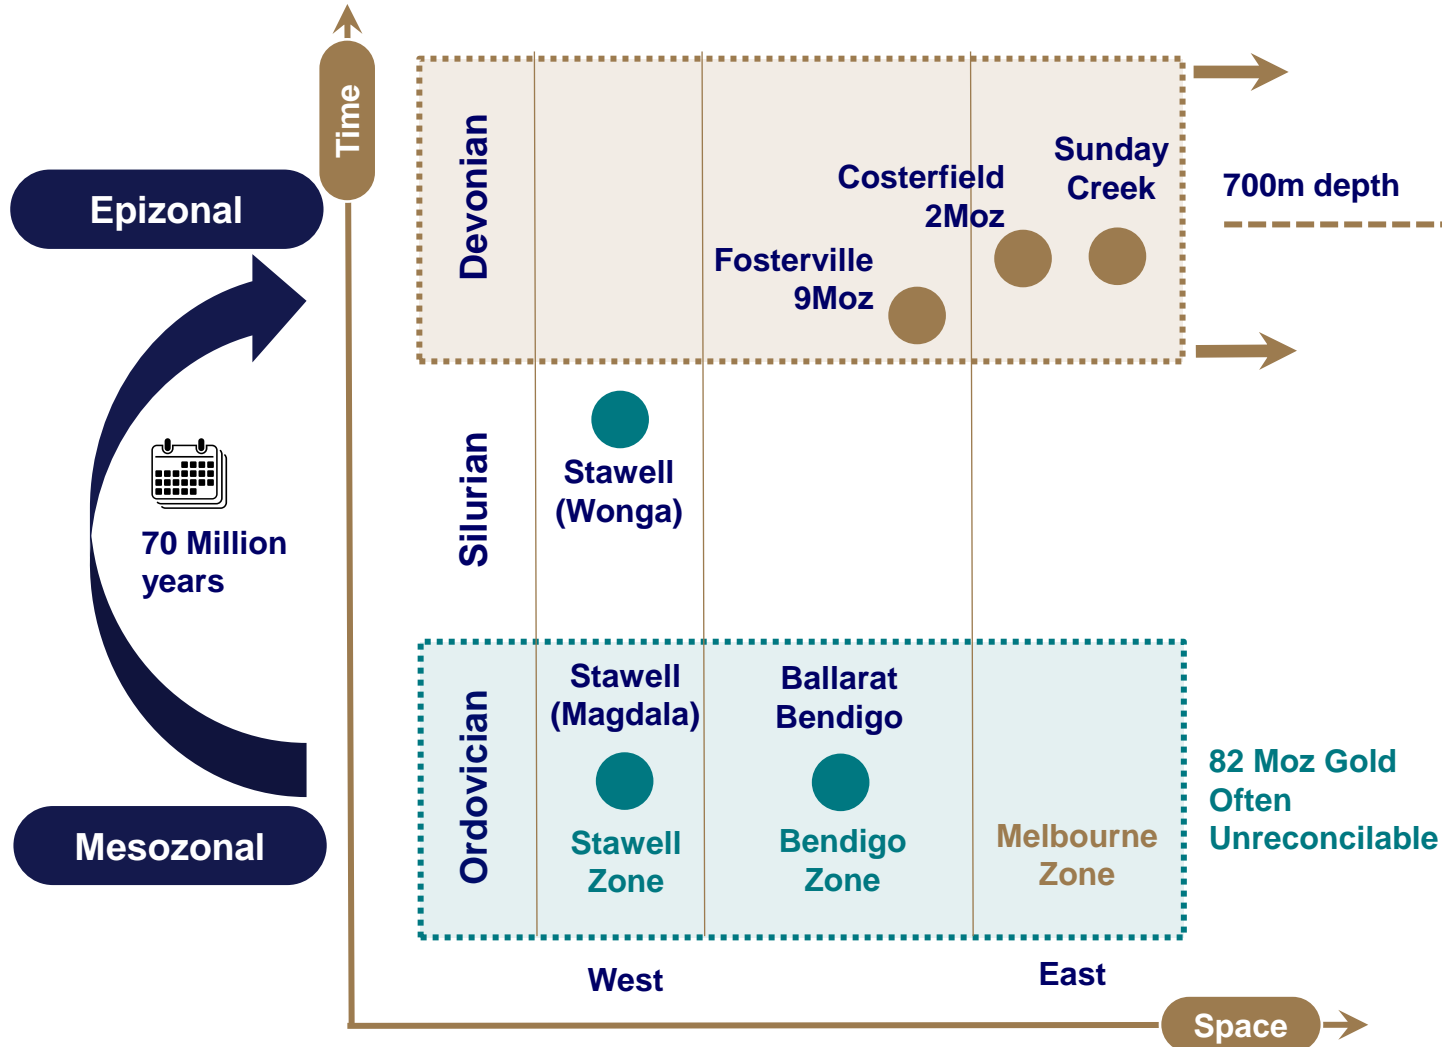 Time
Epizonal
Devonian
Sunday
Creek
Costerfield
2Moz
Fosterville
9Moz
700m depth
Silurian
Stawell
(Wonga)
70 Million
years
Mesozonal
Ordovician
Stawell
(Magdala)
Ballarat
Bendigo
Stawell
Zone
Bendigo
Zone
Melbourne
Zone
82 Moz Gold
Often
Unreconcilable
West
East
Space